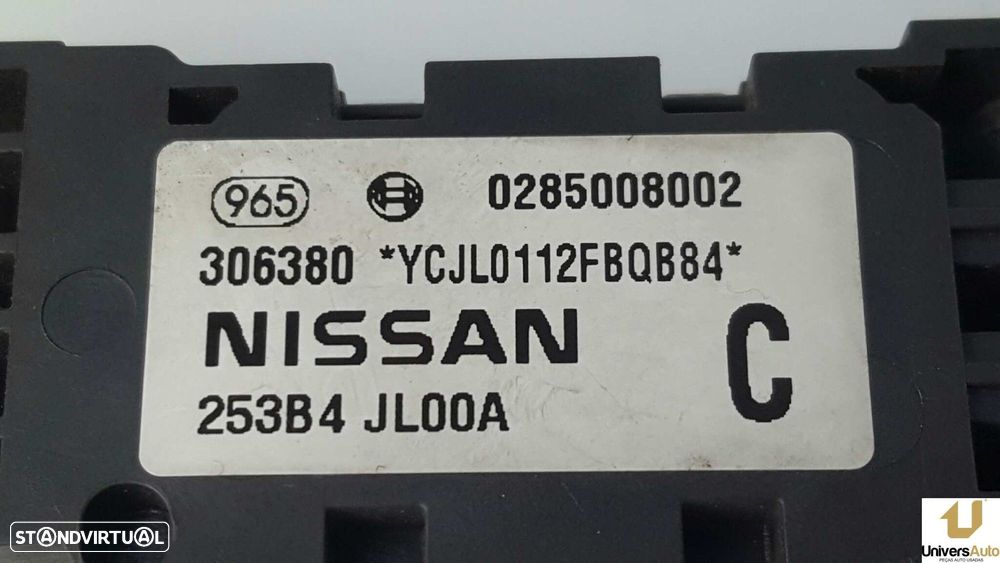 965 0285008002
306380 *YCJL0112FBQB84*
NISSAN C
253B4 JL00A
STANDVIRTUAL
UniversAuto
PEÇAS AUTO USADAS